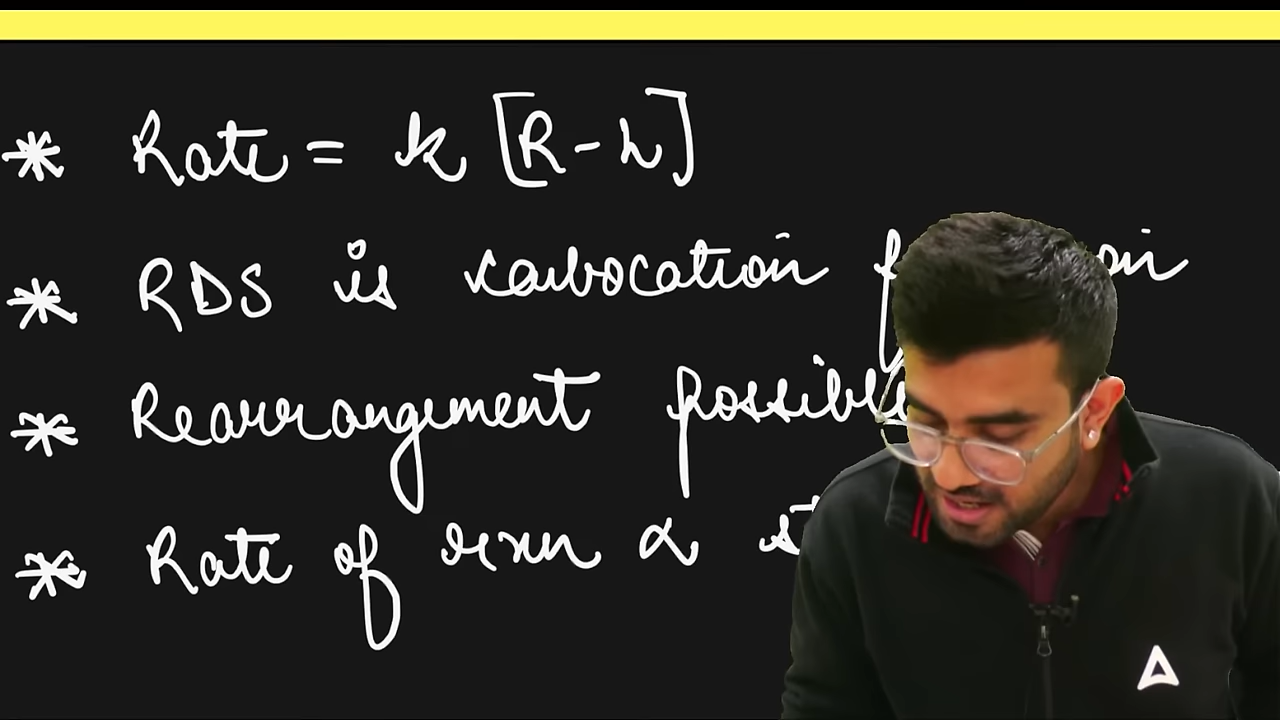 * Rate = k [R-L]
* RDS is carbocation
* Rearrangement possible
* Rate of rxn α